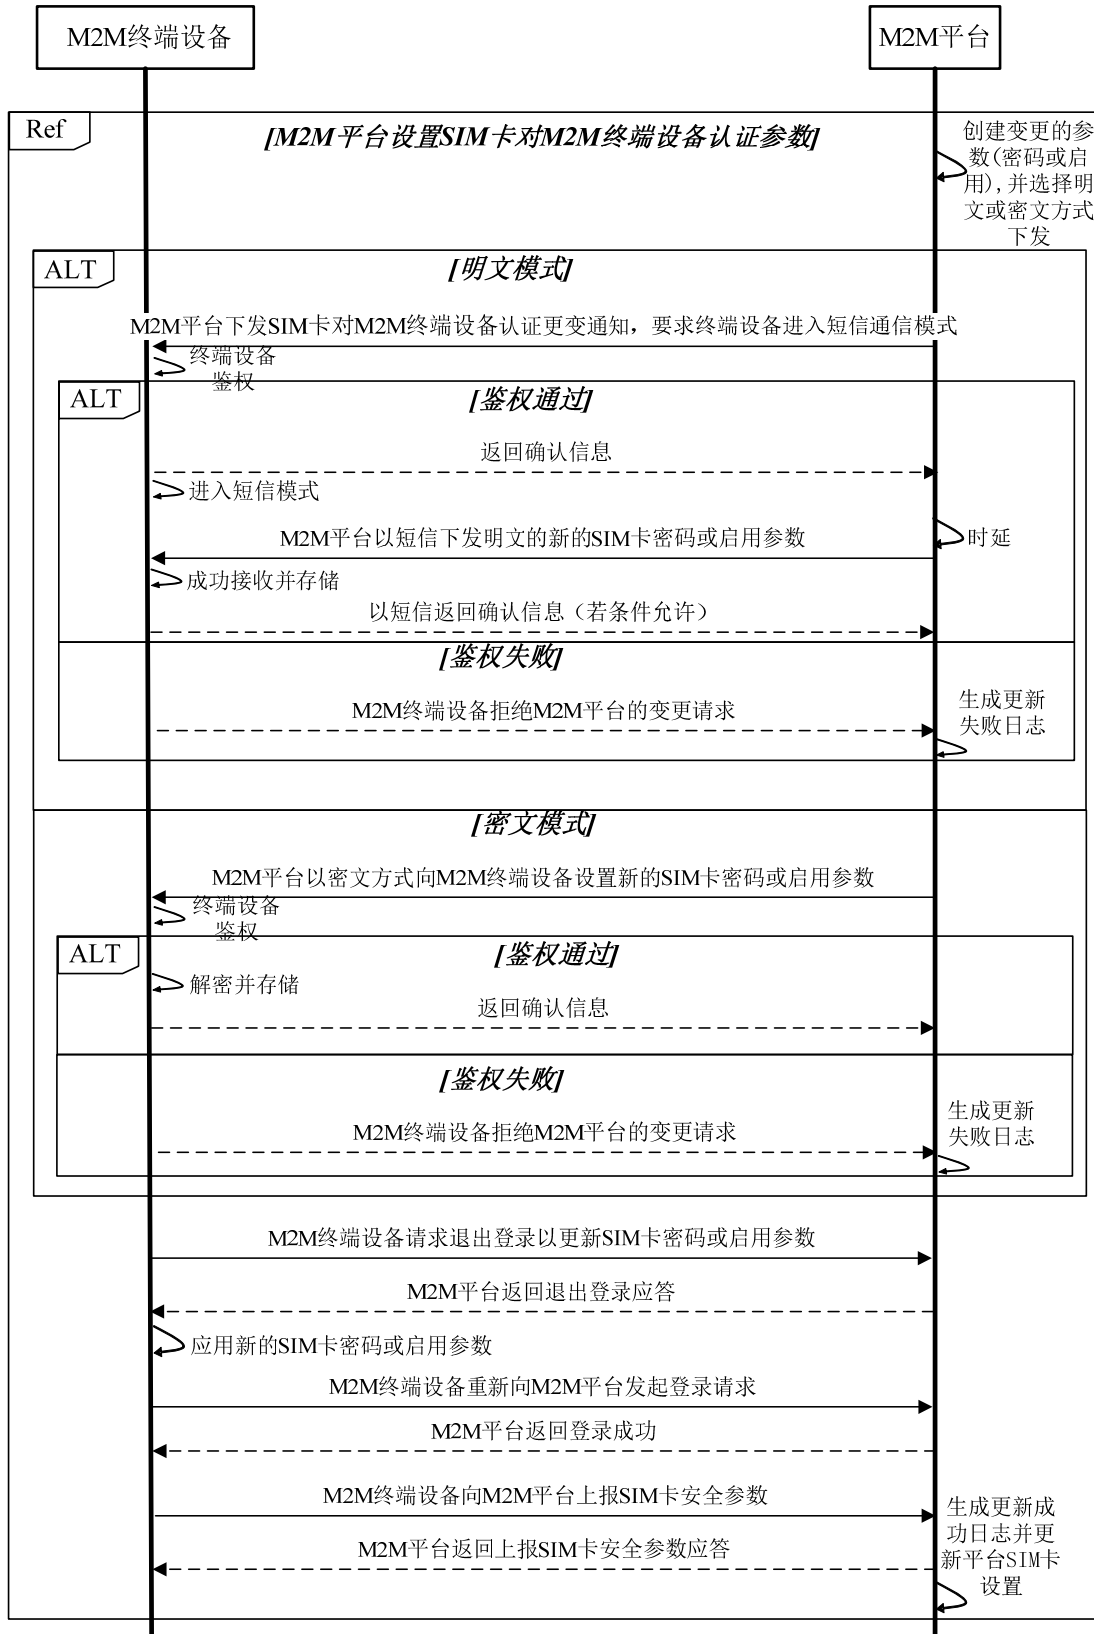 M2M终端设备
M2M平台
Ref
[M2M平台设置SIM卡对M2M终端设备认证参数]
创建变更的参
数(密码或启
用),并选择明
文或密文方式
下发
ALT
[明文模式]
M2M平台下发SIM卡对M2M终端设备认证更变通知，要求终端设备进入短信通信模式
终端设备
鉴权
ALT
[鉴权通过]
返回确认信息
进入短信模式
M2M平台以短信下发明文的新的SIM卡密码或启用参数
时延
成功接收并存储
以短信返回确认信息（若条件允许）
[鉴权失败]
M2M终端设备拒绝M2M平台的变更请求
生成更新
失败日志
[密文模式]
M2M平台以密文方式向M2M终端设备设置新的SIM卡密码或启用参数
终端设备
鉴权
ALT
[鉴权通过]
解密并存储
返回确认信息
[鉴权失败]
M2M终端设备拒绝M2M平台的变更请求
生成更新
失败日志
M2M终端设备请求退出登录以更新SIM卡密码或启用参数
M2M平台返回退出登录应答
应用新的SIM卡密码或启用参数
M2M终端设备重新向M2M平台发起登录请求
M2M平台返回登录成功
M2M终端设备向M2M平台上报SIM卡安全参数
M2M平台返回上报SIM卡安全参数应答
生成更新成
功日志并更
新平台SIM卡
设置